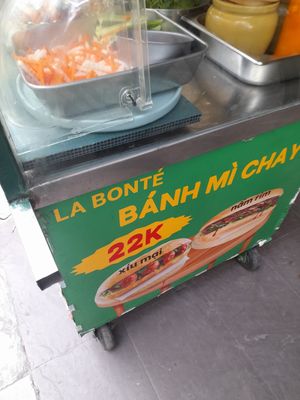 LA BONTÉ
BÁNH MÌ CHAY
22K
xíu mại
nấm rim